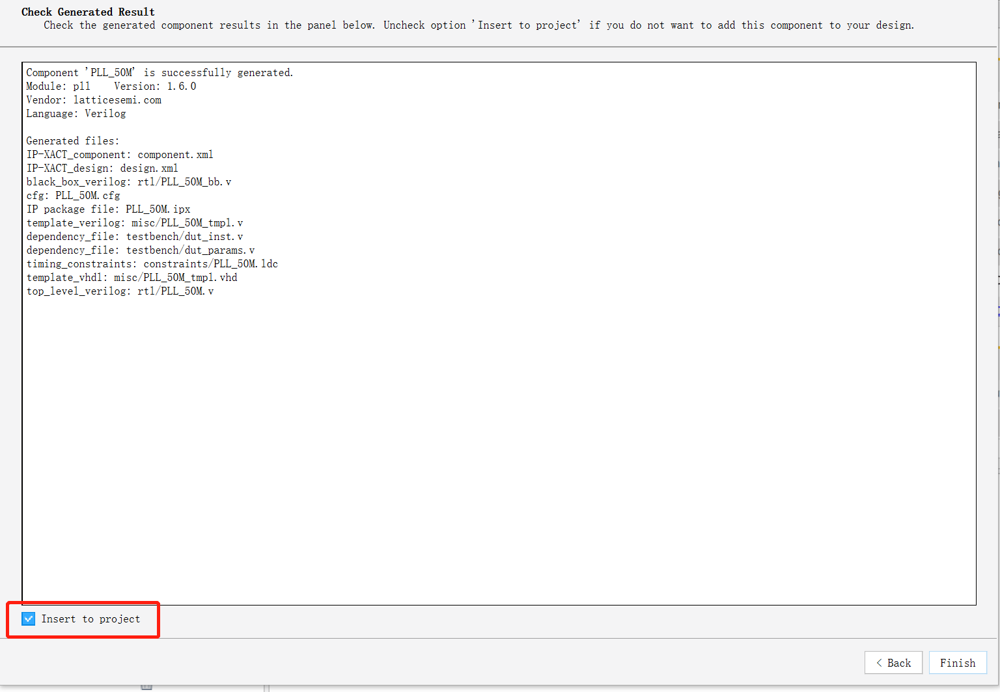 Check Generated Result
Check the generated component results in the panel below. Uncheck option 'Insert to project' if you do not want to add this component to your design.
Component 'PLL_50M' is successfully generated.
Module: pll    Version: 1.6.0
Vendor: latticesemi.com
Language: Verilog
Generated files:
IP-XACT_component: component.xml
IP-XACT_design: design.xml
black_box_verilog: rtl/PLL_50M_bb.v
cfg: PLL_50M.cfg
IP package file: PLL_50M.ipx
template_verilog: misc/PLL_50M_tmpl.v
dependency_file: testbench/dut_inst.v
dependency_file: testbench/dut_params.v
timing_constraints: constraints/PLL_50M.ldc
template_vhdl: misc/PLL_50M_tmpl.vhd
top_level_verilog: rtl/PLL_50M.v
Insert to project
< Back
Finish